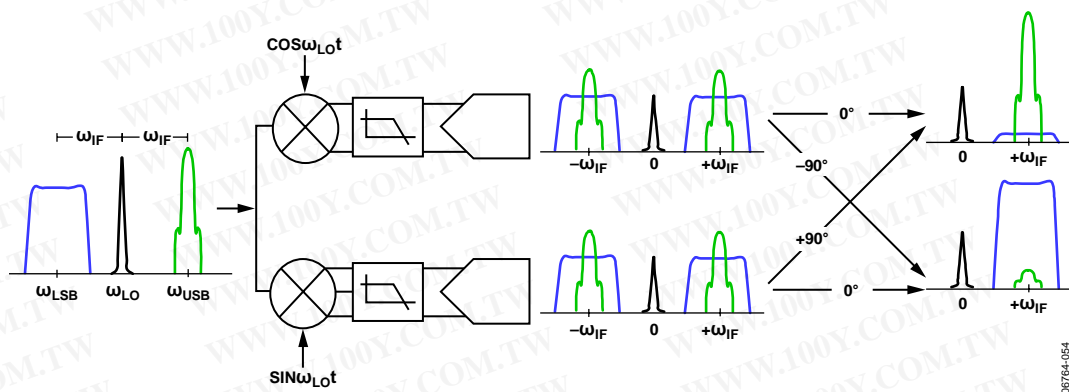 WWW.100Y.COM.TW
COSωLOt
ωIF ωIF
ωLSB ωLO ωUSB
SINωLOt
–ωIF 0 +ωIF
–ωIF 0 +ωIF
0°
–90°
+90°
0°
0 +ωIF
0 +ωIF
06764-054